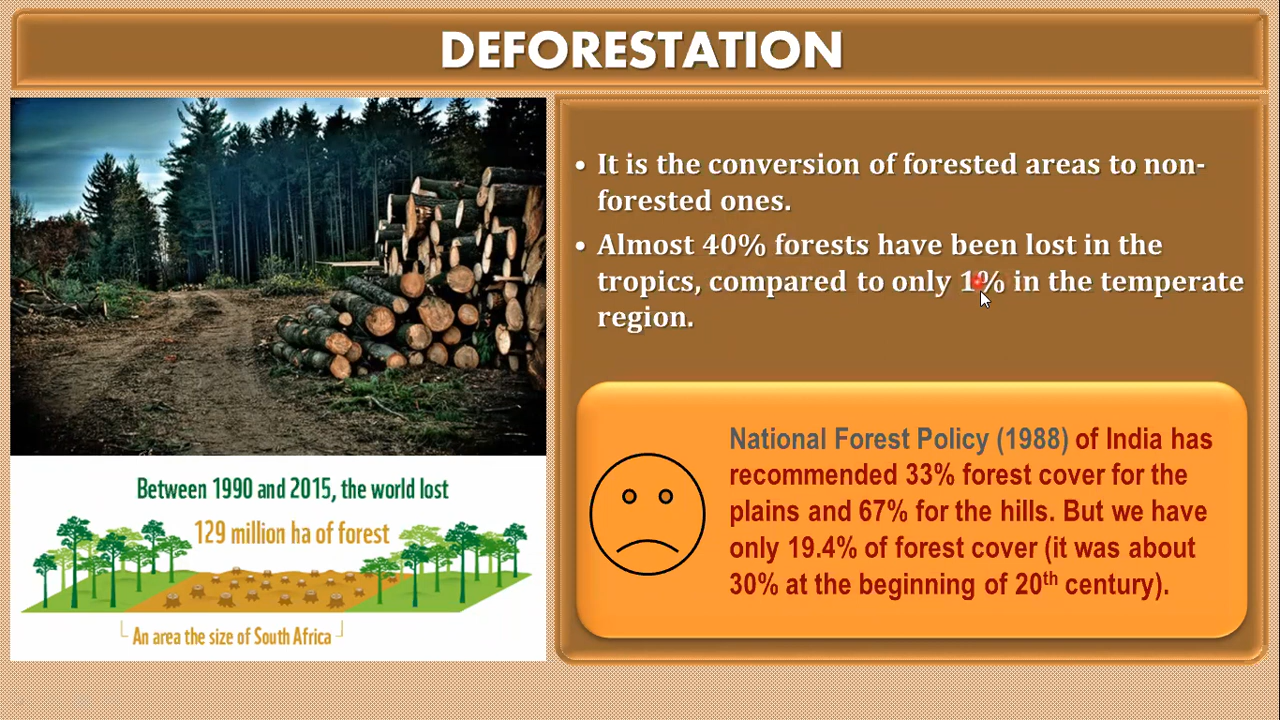 DEFORESTATION
• It is the conversion of forested areas to non-
forested ones.
• Almost 40% forests have been lost in the
tropics, compared to only 1% in the temperate
region.
National Forest Policy (1988) of India has
recommended 33% forest cover for the
plains and 67% for the hills. But we have
only 19.4% of forest cover (it was about
30% at the beginning of 20th century).
Between 1990 and 2015, the world lost
129 million ha of forest
An area the size of South Africa